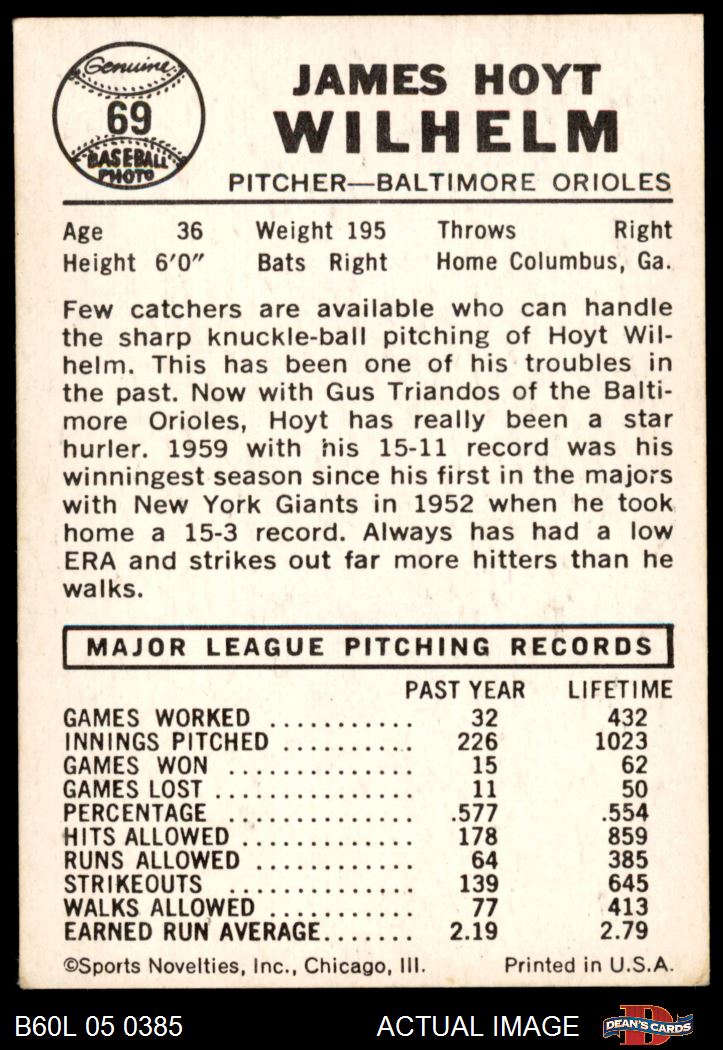 Genuine
69
BASEBALL
PHOTO
JAMES HOYT
WILHELM
PITCHER—BALTIMORE ORIOLES
Age 36 Weight 195 Throws Right
Height 6'0" Bats Right Home Columbus, Ga.
Few catchers are available who can handle
the sharp knuckle-ball pitching of Hoyt Wil-
helm. This has been one of his troubles in
the past. Now with Gus Triandos of the Balti-
more Orioles, Hoyt has really been a star
hurler. 1959 with his 15-11 record was his
winningest season since his first in the majors
with New York Giants in 1952 when he took
home a 15-3 record. Always has had a low
ERA and strikes out far more hitters than he
walks.
MAJOR LEAGUE PITCHING RECORDS
PAST YEAR LIFETIME
GAMES WORKED ........... 32 432
INNINGS PITCHED .......... 226 1023
GAMES WON .............. 15 62
GAMES LOST ............... 11 50
PERCENTAGE .............. .577 .554
HITS ALLOWED ............. 178 859
RUNS ALLOWED ............ 64 385
STRIKEOUTS .............. 139 645
WALKS ALLOWED ........... 77 413
EARNED RUN AVERAGE....... 2.19 2.79
©Sports Novelties, Inc., Chicago, Ill. Printed in U.S.A.
B60L 05 0385 ACTUAL IMAGE DEAN'S CARDS